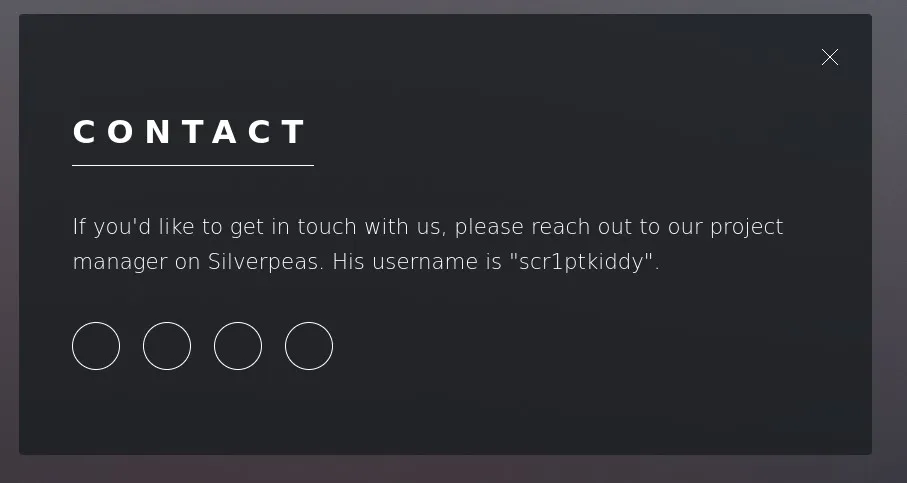 CONTACT
If you'd like to get in touch with us, please reach out to our project
manager on Silverpeas. His username is "scr1ptkiddy".